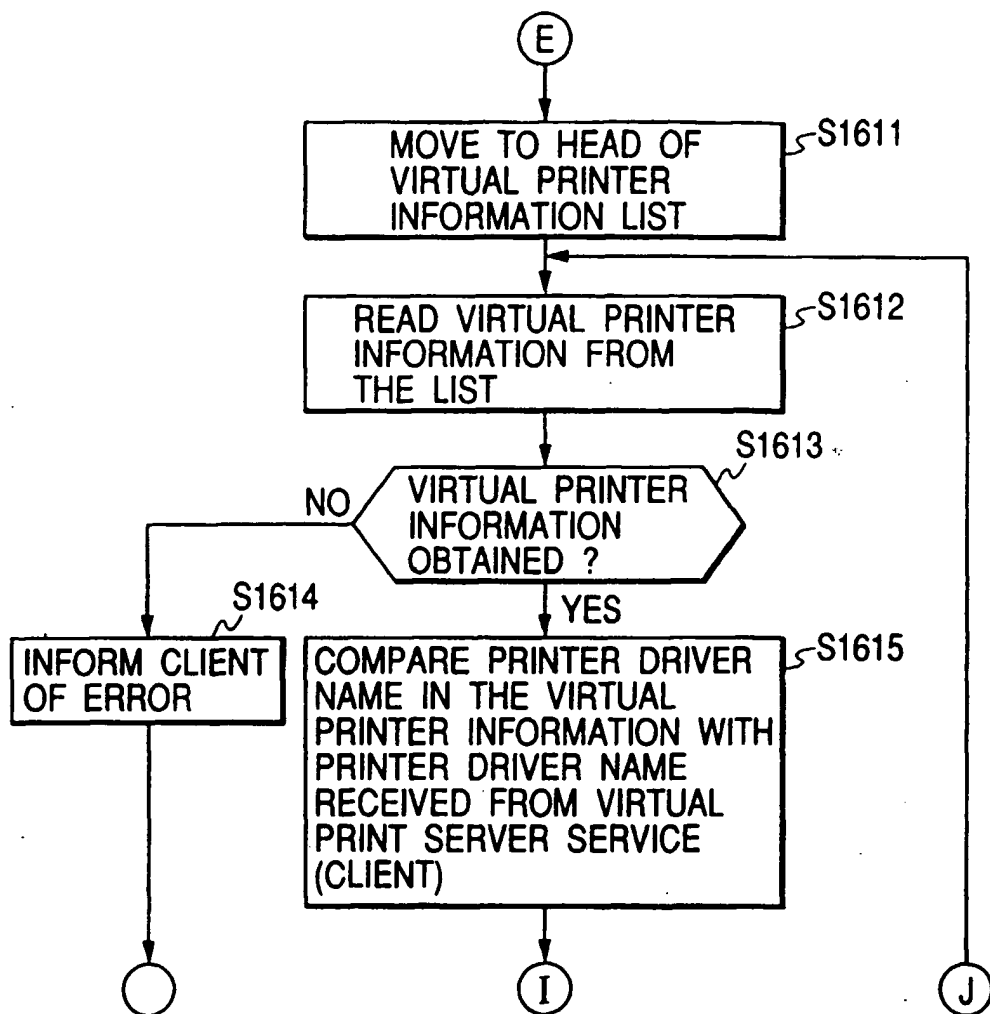 E
MOVE TO HEAD OF
VIRTUAL PRINTER
INFORMATION LIST
S1611
READ VIRTUAL PRINTER
INFORMATION FROM
THE LIST
S1612
S1613
VIRTUAL PRINTER
INFORMATION
OBTAINED ?
NO
YES
S1614
INFORM CLIENT
OF ERROR
S1615
COMPARE PRINTER DRIVER
NAME IN THE VIRTUAL
PRINTER INFORMATION WITH
PRINTER DRIVER NAME
RECEIVED FROM VIRTUAL
PRINT SERVER SERVICE
(CLIENT)
I
J